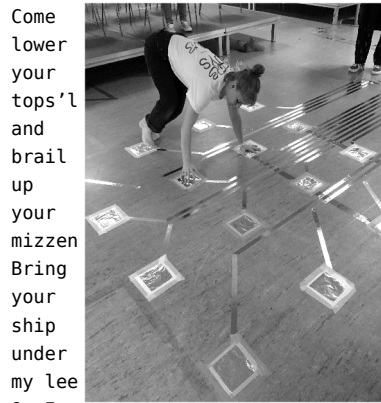 Come
lower
your
tops’l
and
brail
up
your
mizzen
Bring
your
ship
under
my lee